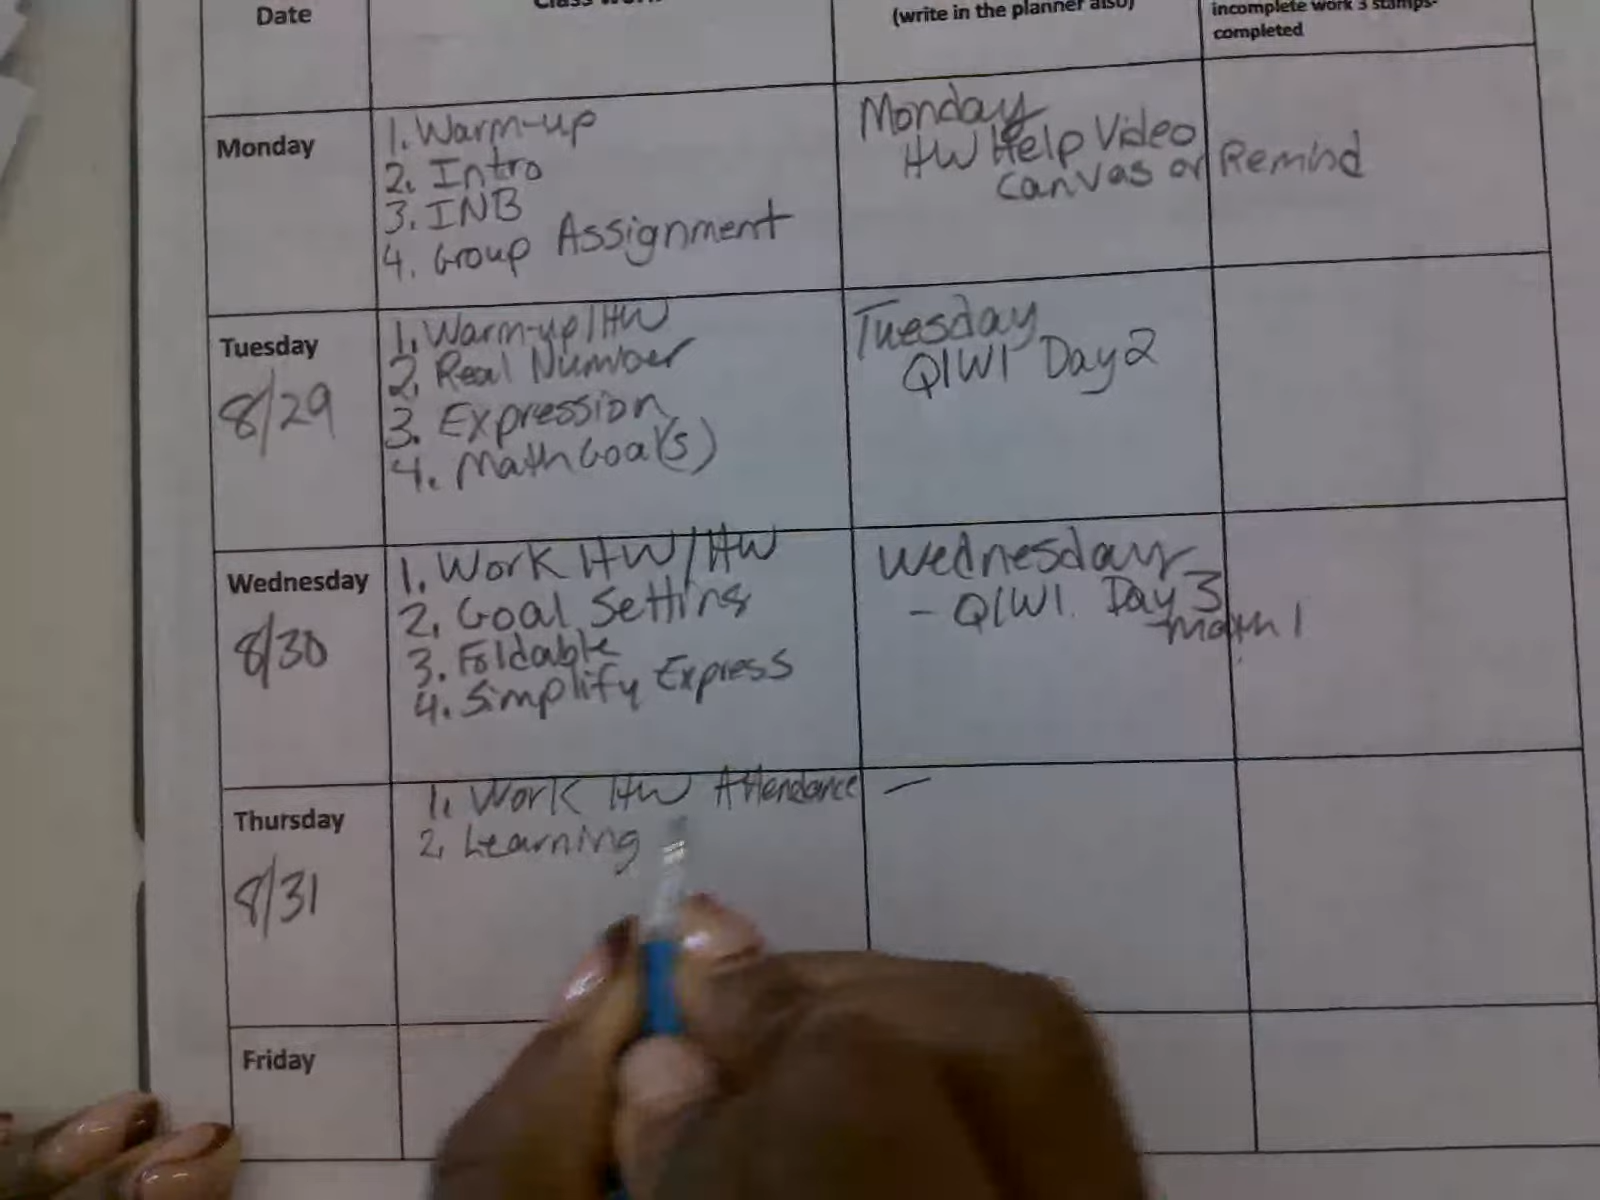 Date
Class Work
(write in the planner also)
incomplete work 3 stamps-
completed
Monday
1. Warm-up
2. Intro
3. INB
4. Group Assignment
Monday
HW Help Video
Canvas or Remind
Tuesday
8/29
1. Warm-up/HW
2. Real Number
3. Expression
4. Math Goal(s)
Tuesday
Q1W1 Day 2
Wednesday
8/30
1. Work HW/HW
2. Goal Setting
3. Foldable
4. Simplify Express
Wednesday
- Q1W1. Day 3
Math 1
Thursday
8/31
1. Work HW Attendance
2. Learning
Friday